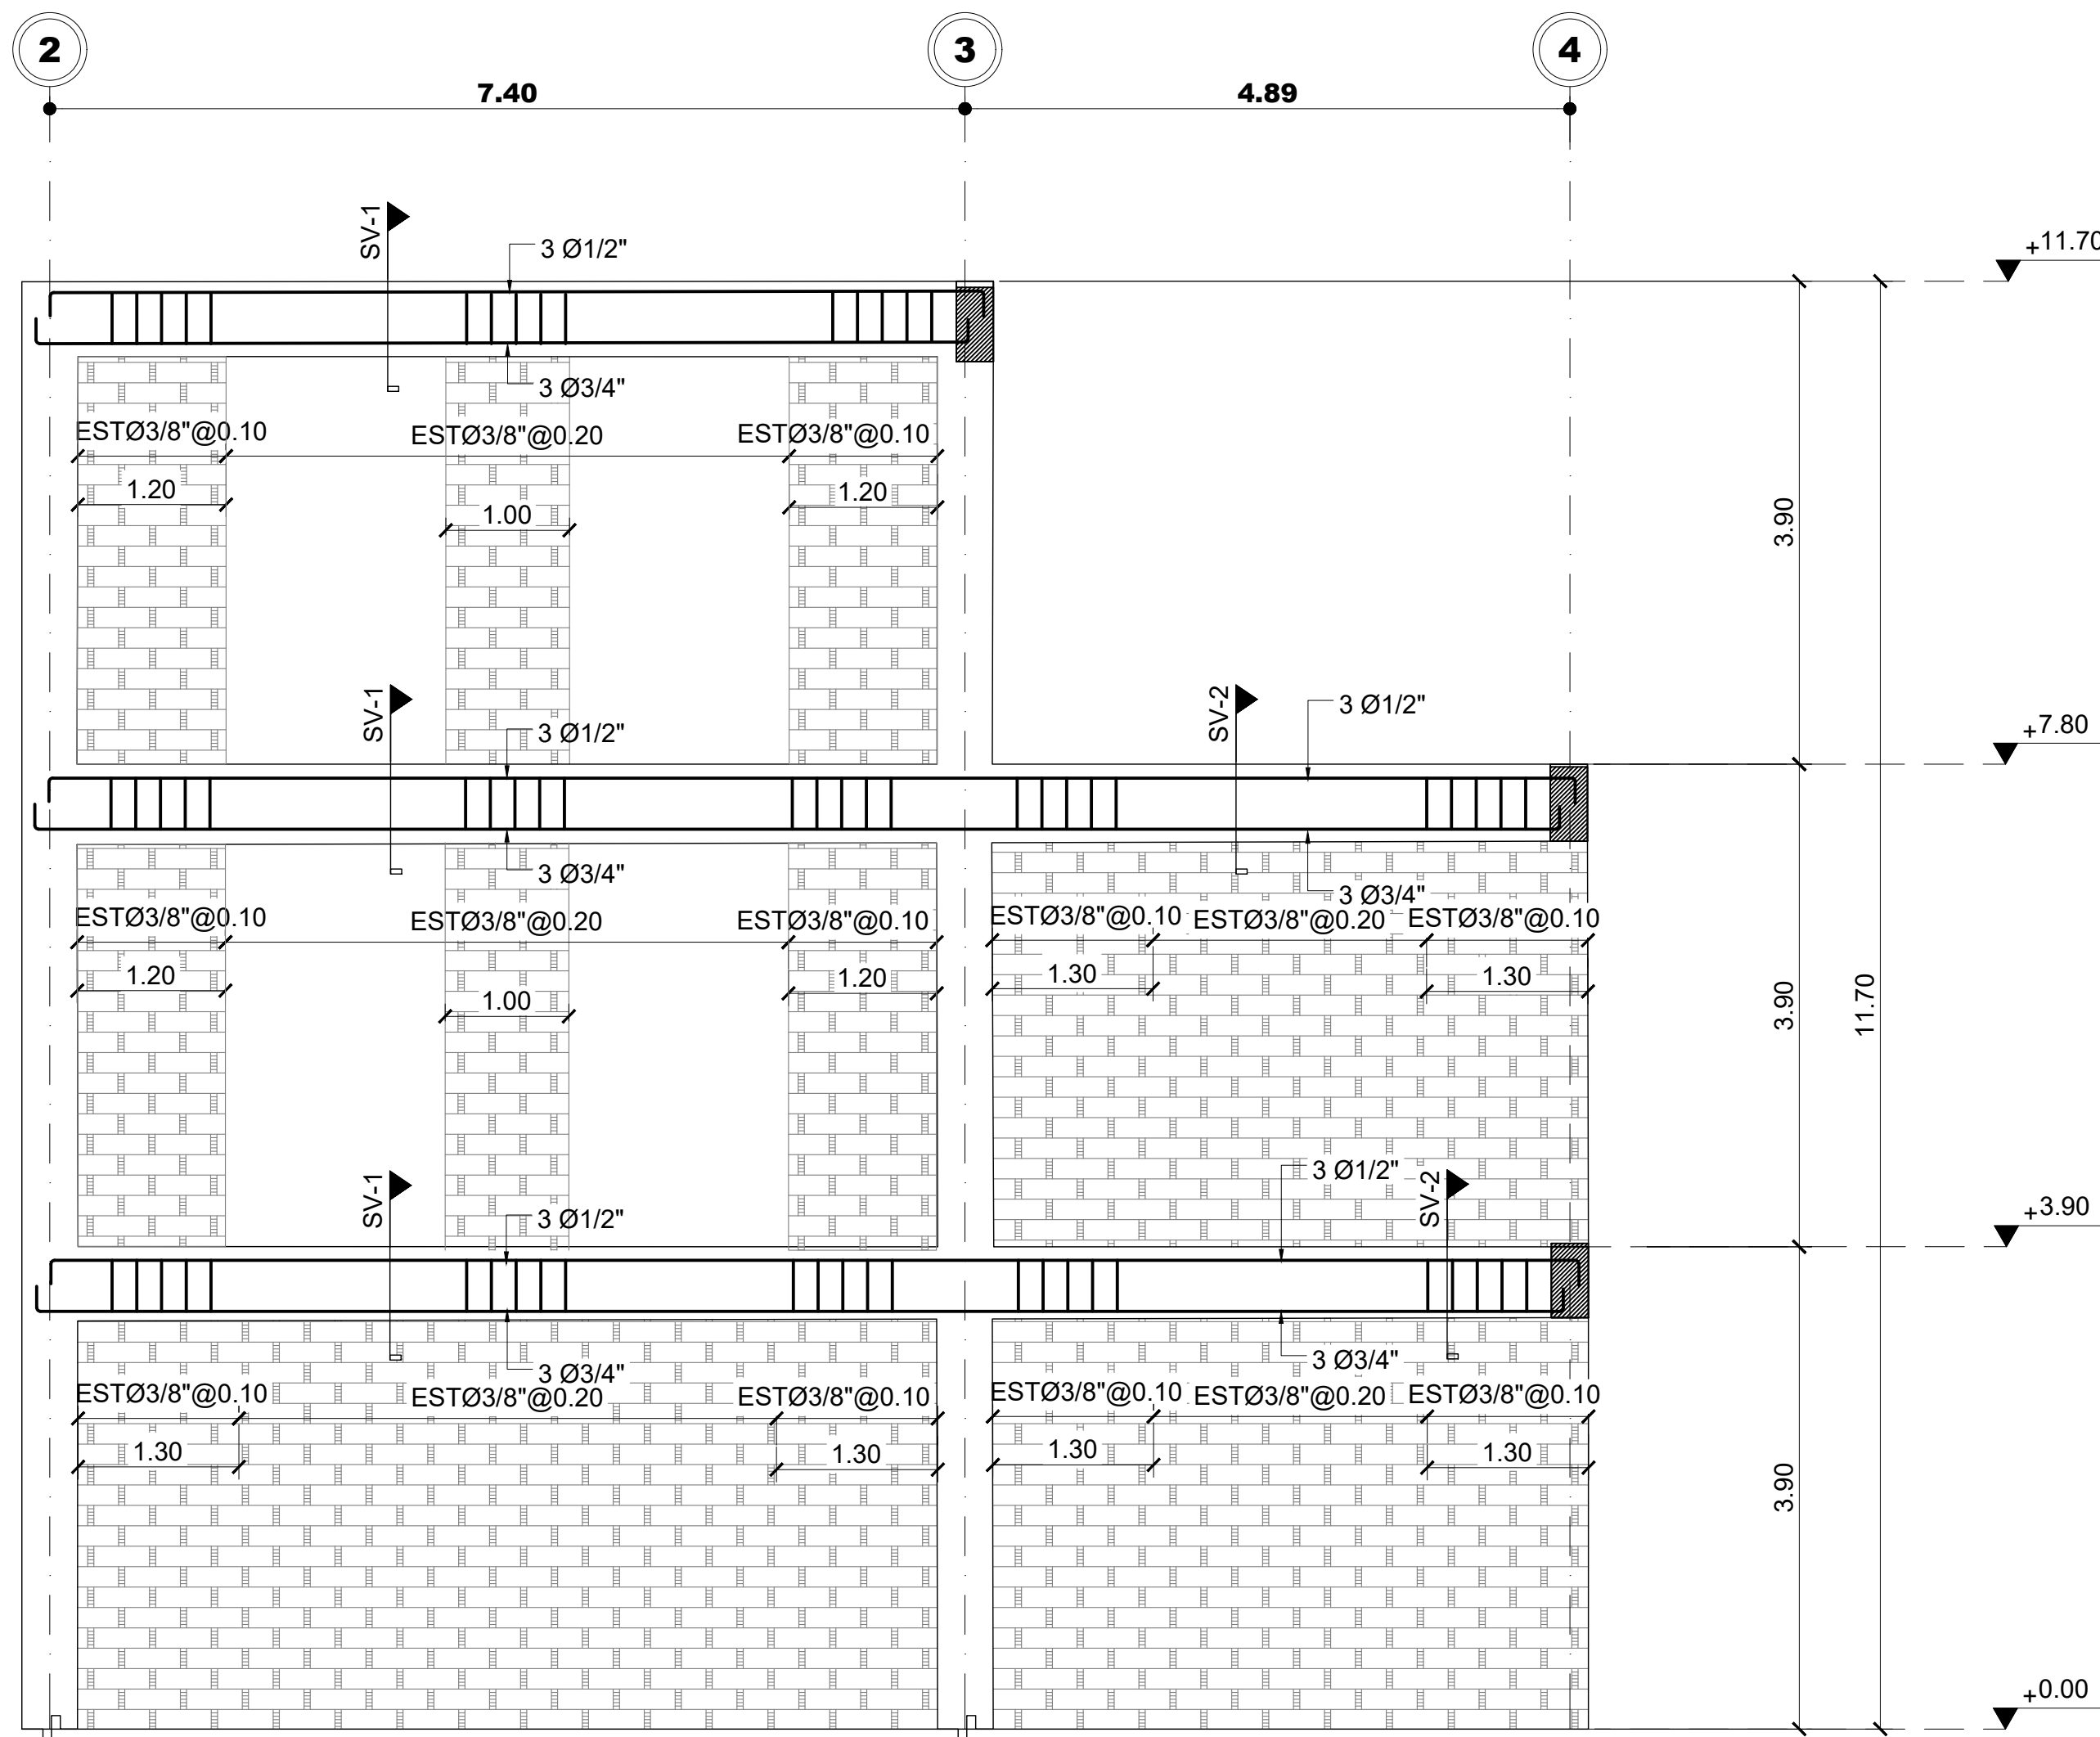 2
3
4
7.40
4.89
SV-1
3 Ø1/2"
+11.70
3 Ø3/4"
ESTØ3/8"@0.10
ESTØ3/8"@0.20
ESTØ3/8"@0.10
1.20
1.00
1.20
3.90
SV-1
3 Ø1/2"
SV-2
3 Ø1/2"
+7.80
3 Ø3/4"
3 Ø3/4"
ESTØ3/8"@0.10
ESTØ3/8"@0.20
ESTØ3/8"@0.10
ESTØ3/8"@0.10
ESTØ3/8"@0.20
ESTØ3/8"@0.10
1.20
1.00
1.20
1.30
1.30
3.90
11.70
SV-1
3 Ø1/2"
3 Ø1/2"
SV-2
+3.90
3 Ø3/4"
3 Ø3/4"
ESTØ3/8"@0.10
ESTØ3/8"@0.20
ESTØ3/8"@0.10
ESTØ3/8"@0.10
ESTØ3/8"@0.20
ESTØ3/8"@0.10
1.30
1.30
1.30
1.30
3.90
+0.00